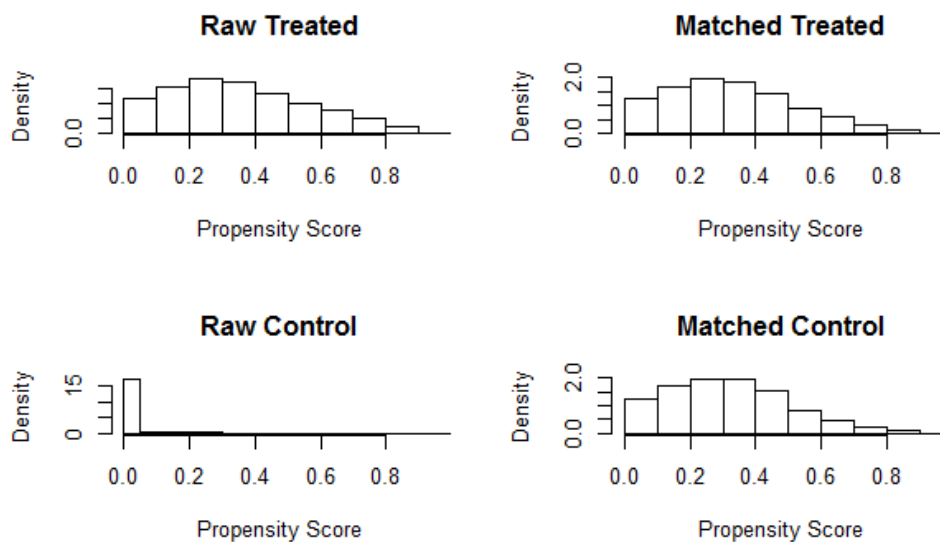 Raw Treated
Density
0.0
0.0 0.2 0.4 0.6 0.8
Propensity Score
Matched Treated
Density
2.0
0.0
0.0 0.2 0.4 0.6 0.8
Propensity Score
Raw Control
Density
15
0
0.0 0.2 0.4 0.6 0.8
Propensity Score
Matched Control
Density
2.0
0.0
0.0 0.2 0.4 0.6 0.8
Propensity Score